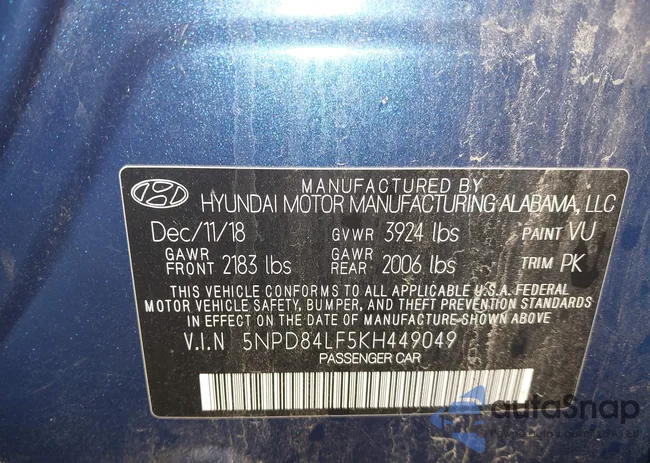 MANUFACTURED BY
HYUNDAI MOTOR MANUFACTURING ALABAMA, LLC
Dec/11/18 GVWR 3924 lbs PAINT VU
GAWR FRONT 2183 lbs GAWR REAR 2006 lbs TRIM PK
THIS VEHICLE CONFORMS TO ALL APPLICABLE U.S.A. FEDERAL
MOTOR VEHICLE SAFETY, BUMPER, AND THEFT PREVENTION STANDARDS
IN EFFECT ON THE DATE OF MANUFACTURE SHOWN ABOVE
V.I.N 5NPD84LF5KH449049
PASSENGER CAR
autoSnap